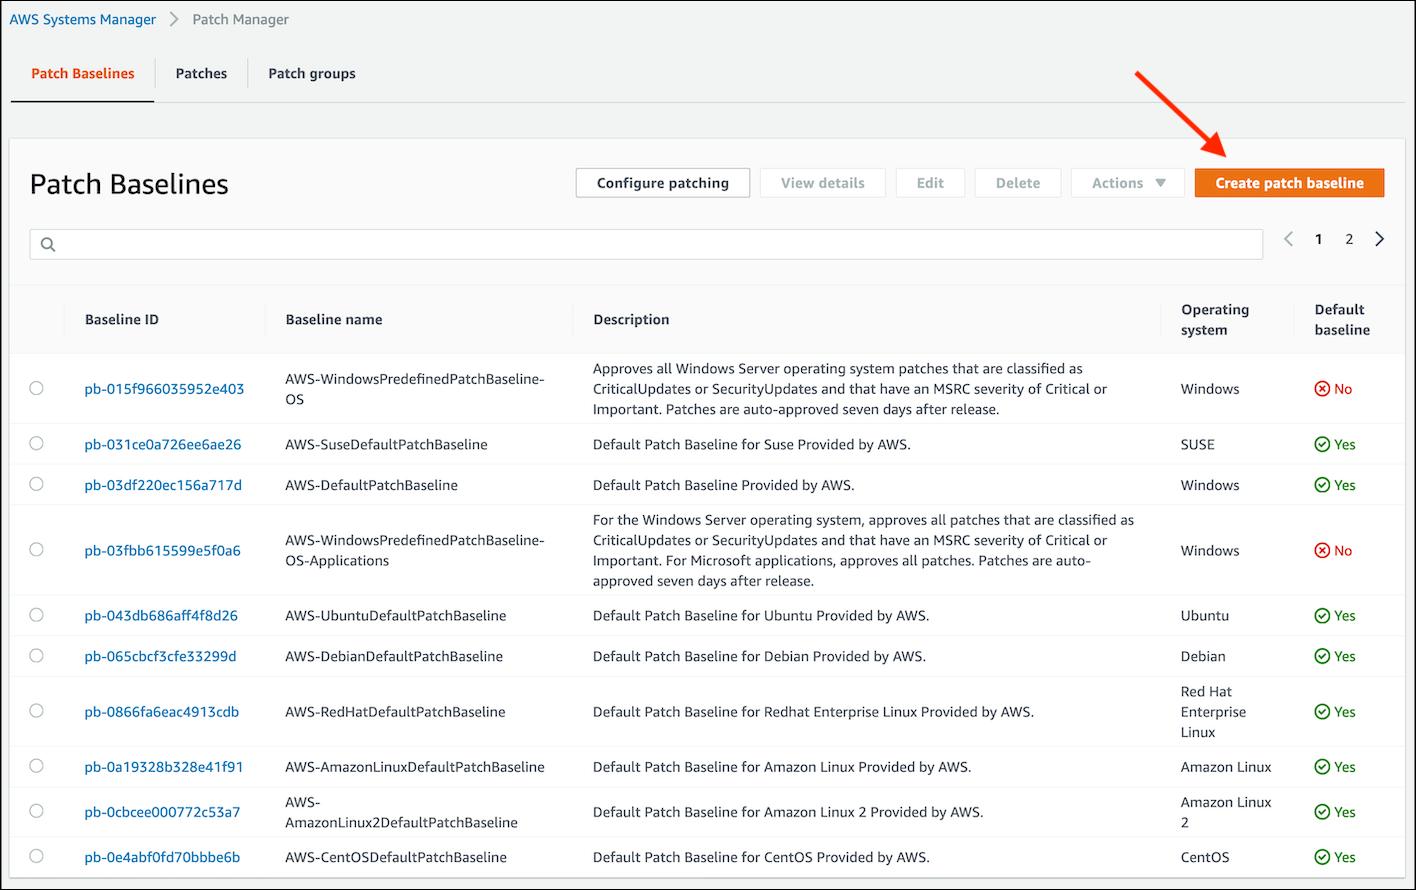 AWS Systems Manager > Patch Manager
Patch Baselines
Patches
Patch groups
Patch Baselines
Configure patching
View details
Edit
Delete
Actions
Create patch baseline
1
2
Baseline ID
Baseline name
Description
Operating
system
Default
baseline
pb-015f966035952e403
AWS-WindowsPredefinedPatchBaseline-
OS
Approves all Windows Server operating system patches that are classified as
CriticalUpdates or SecurityUpdates and that have an MSRC severity of Critical or
Important. Patches are auto-approved seven days after release.
Windows
No
pb-031ce0a726ee6ae26
AWS-SuseDefaultPatchBaseline
Default Patch Baseline for Suse Provided by AWS.
SUSE
Yes
pb-03df220ec156a717d
AWS-DefaultPatchBaseline
Default Patch Baseline Provided by AWS.
Windows
Yes
pb-03fbb615599e5f0a6
AWS-WindowsPredefinedPatchBaseline-
OS-Applications
For the Windows Server operating system, approves all patches that are classified as
CriticalUpdates or SecurityUpdates and that have an MSRC severity of Critical or
Important. For Microsoft applications, approves all patches. Patches are auto-
approved seven days after release.
Windows
No
pb-043db686aff4f8d26
AWS-UbuntuDefaultPatchBaseline
Default Patch Baseline for Ubuntu Provided by AWS.
Ubuntu
Yes
pb-065cbcf3cfe33299d
AWS-DebianDefaultPatchBaseline
Default Patch Baseline for Debian Provided by AWS.
Debian
Yes
pb-0866fa6eac4913cdb
AWS-RedHatDefaultPatchBaseline
Default Patch Baseline for Redhat Enterprise Linux Provided by AWS.
Red Hat
Enterprise
Linux
Yes
pb-0a19328b328e41f91
AWS-AmazonLinuxDefaultPatchBaseline
Default Patch Baseline for Amazon Linux Provided by AWS.
Amazon Linux
Yes
pb-0cbcee000772c53a7
AWS-
AmazonLinux2DefaultPatchBaseline
Default Patch Baseline for Amazon Linux 2 Provided by AWS.
Amazon Linux
2
Yes
pb-0e4abf0fd70bbbe6b
AWS-CentOSDefaultPatchBaseline
Default Patch Baseline for CentOS Provided by AWS.
CentOS
Yes